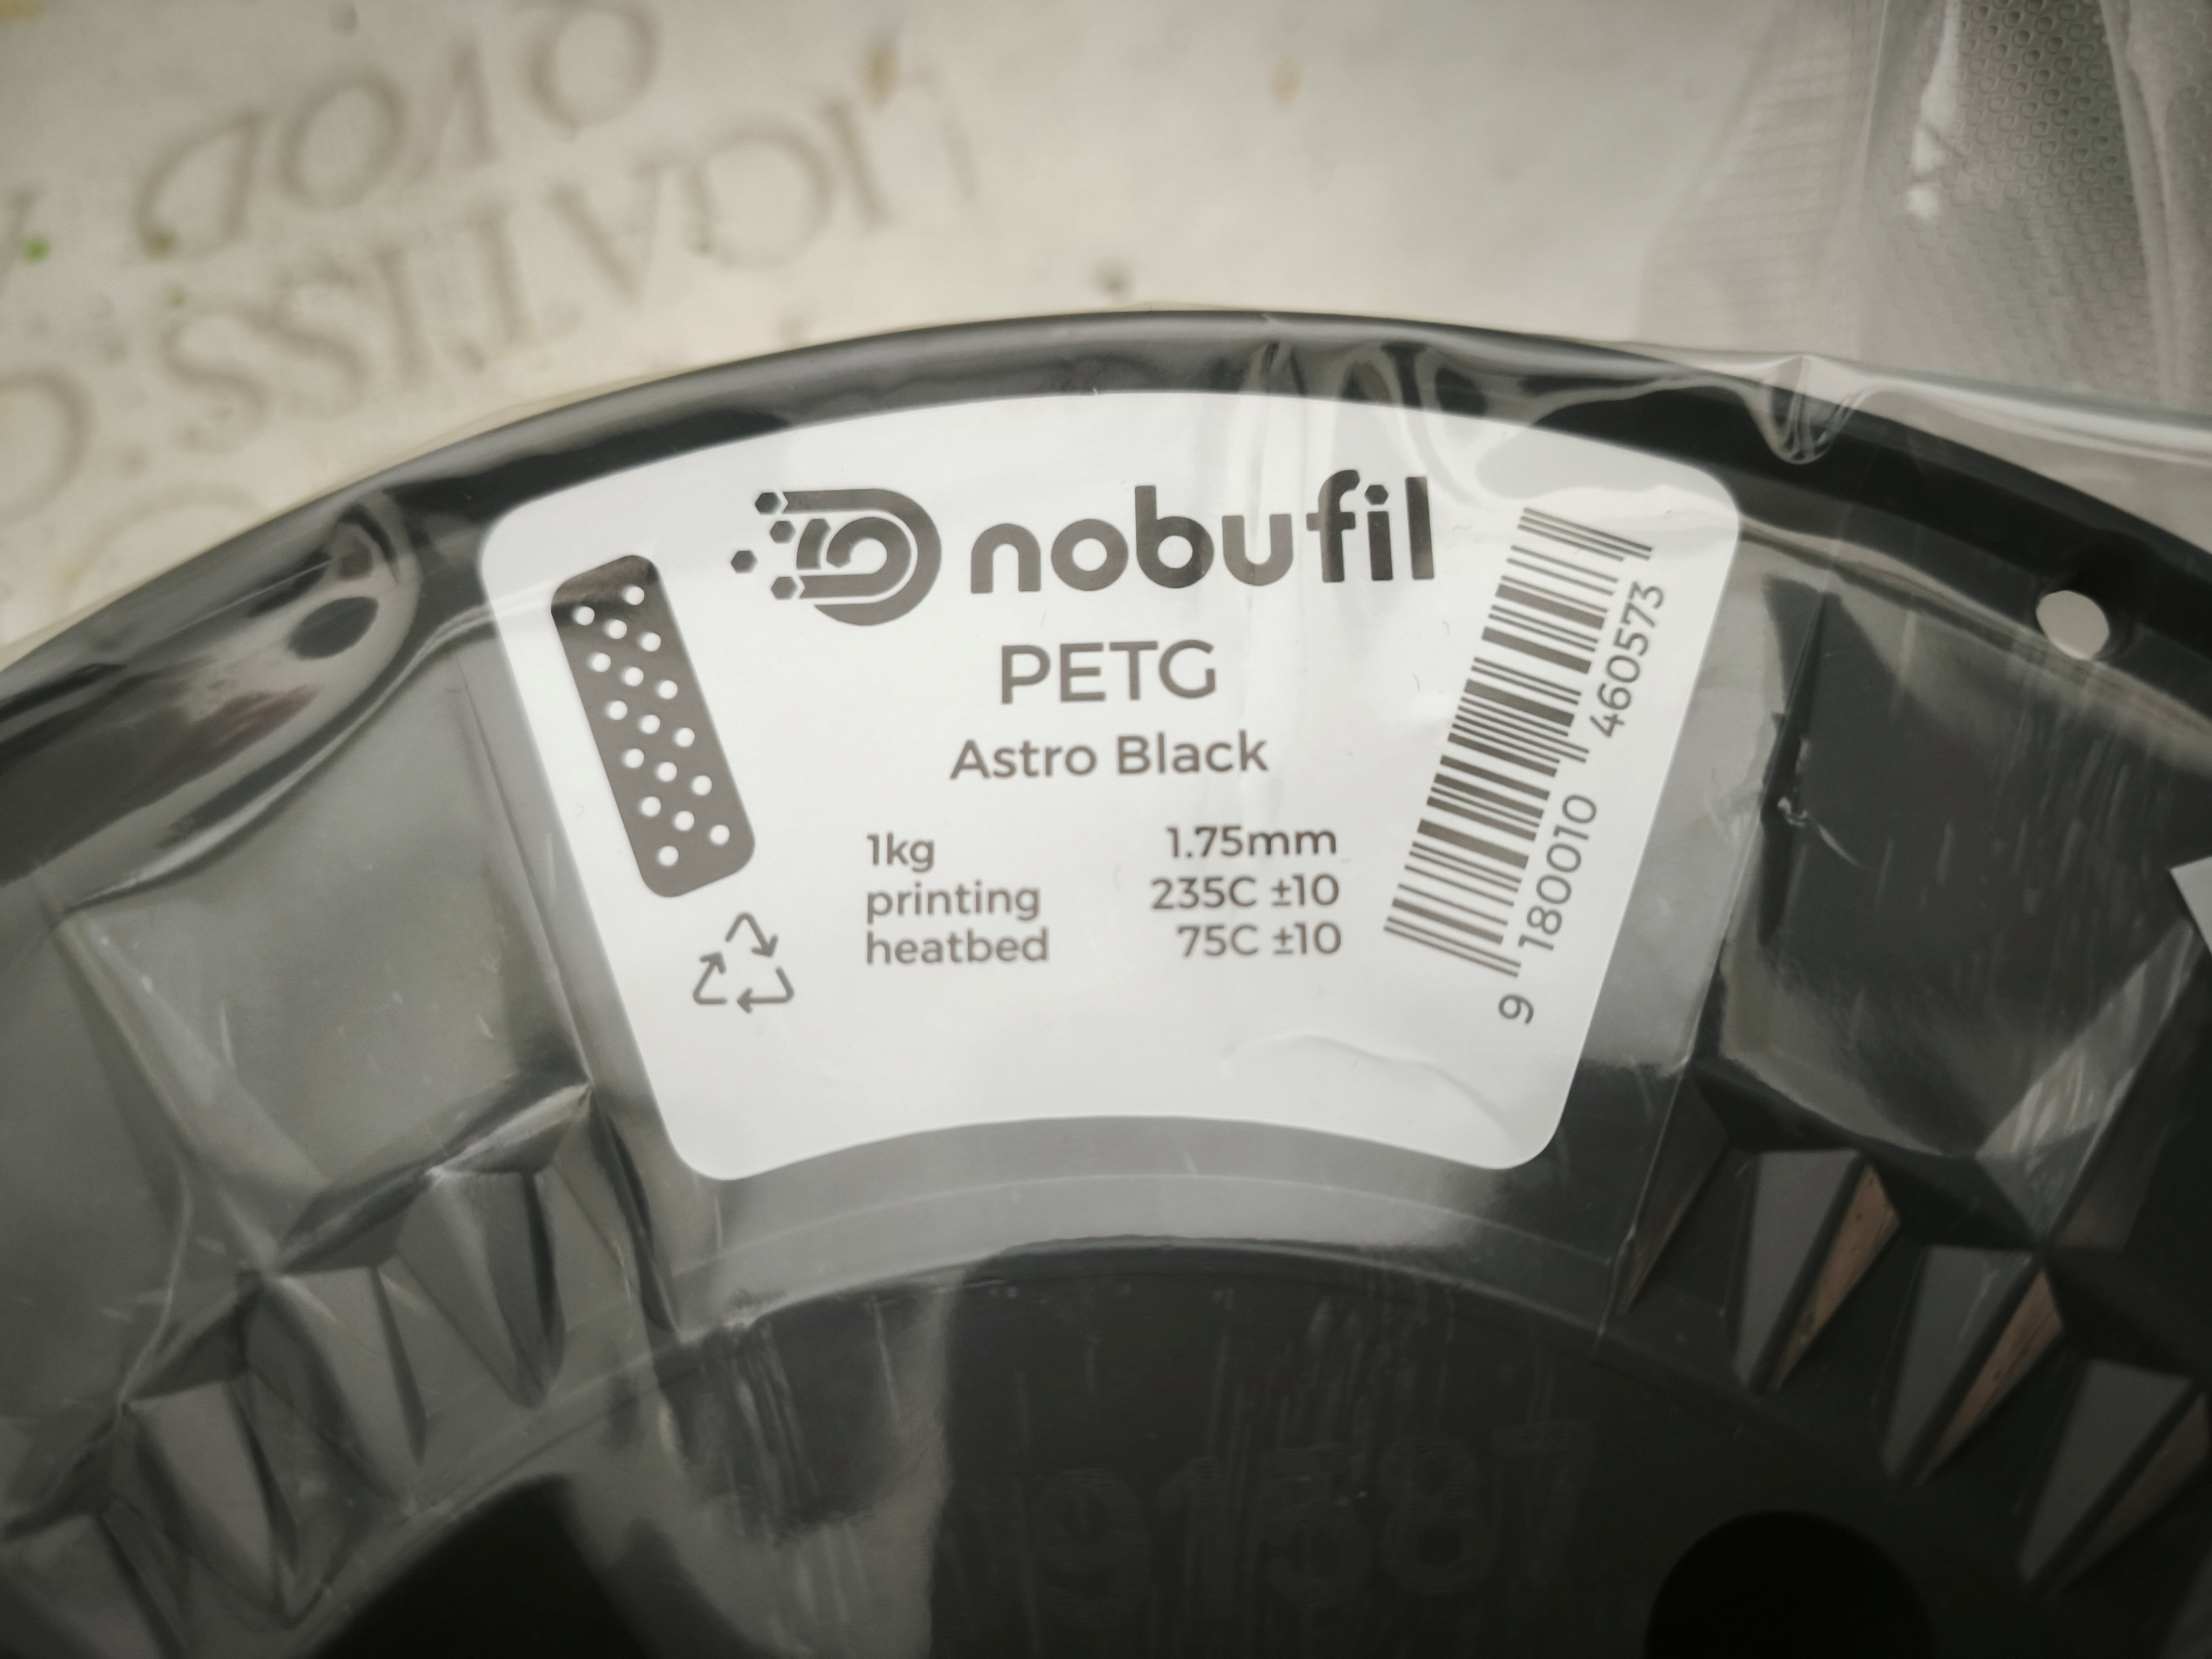 nobufil
PETG
Astro Black
1kg 1.75mm
printing 235C ±10
heatbed 75C ±10
9 180010 460573